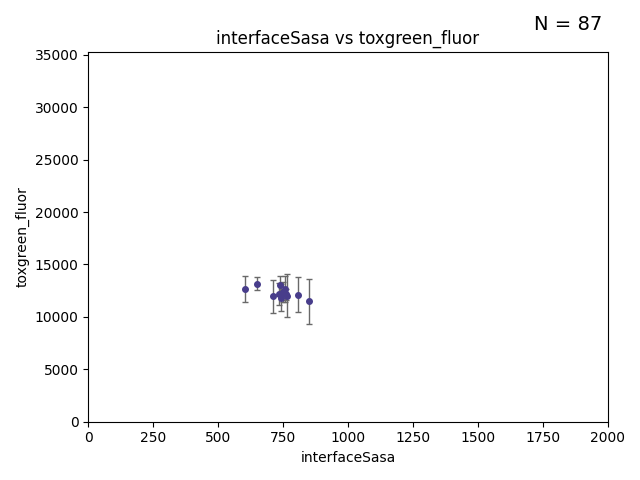 N = 87
interfaceSasa vs toxgreen_fluor
35000
30000
25000
20000
15000
10000
5000
0
toxgreen_fluor
0 250 500 750 1000 1250 1500 1750 2000
interfaceSasa